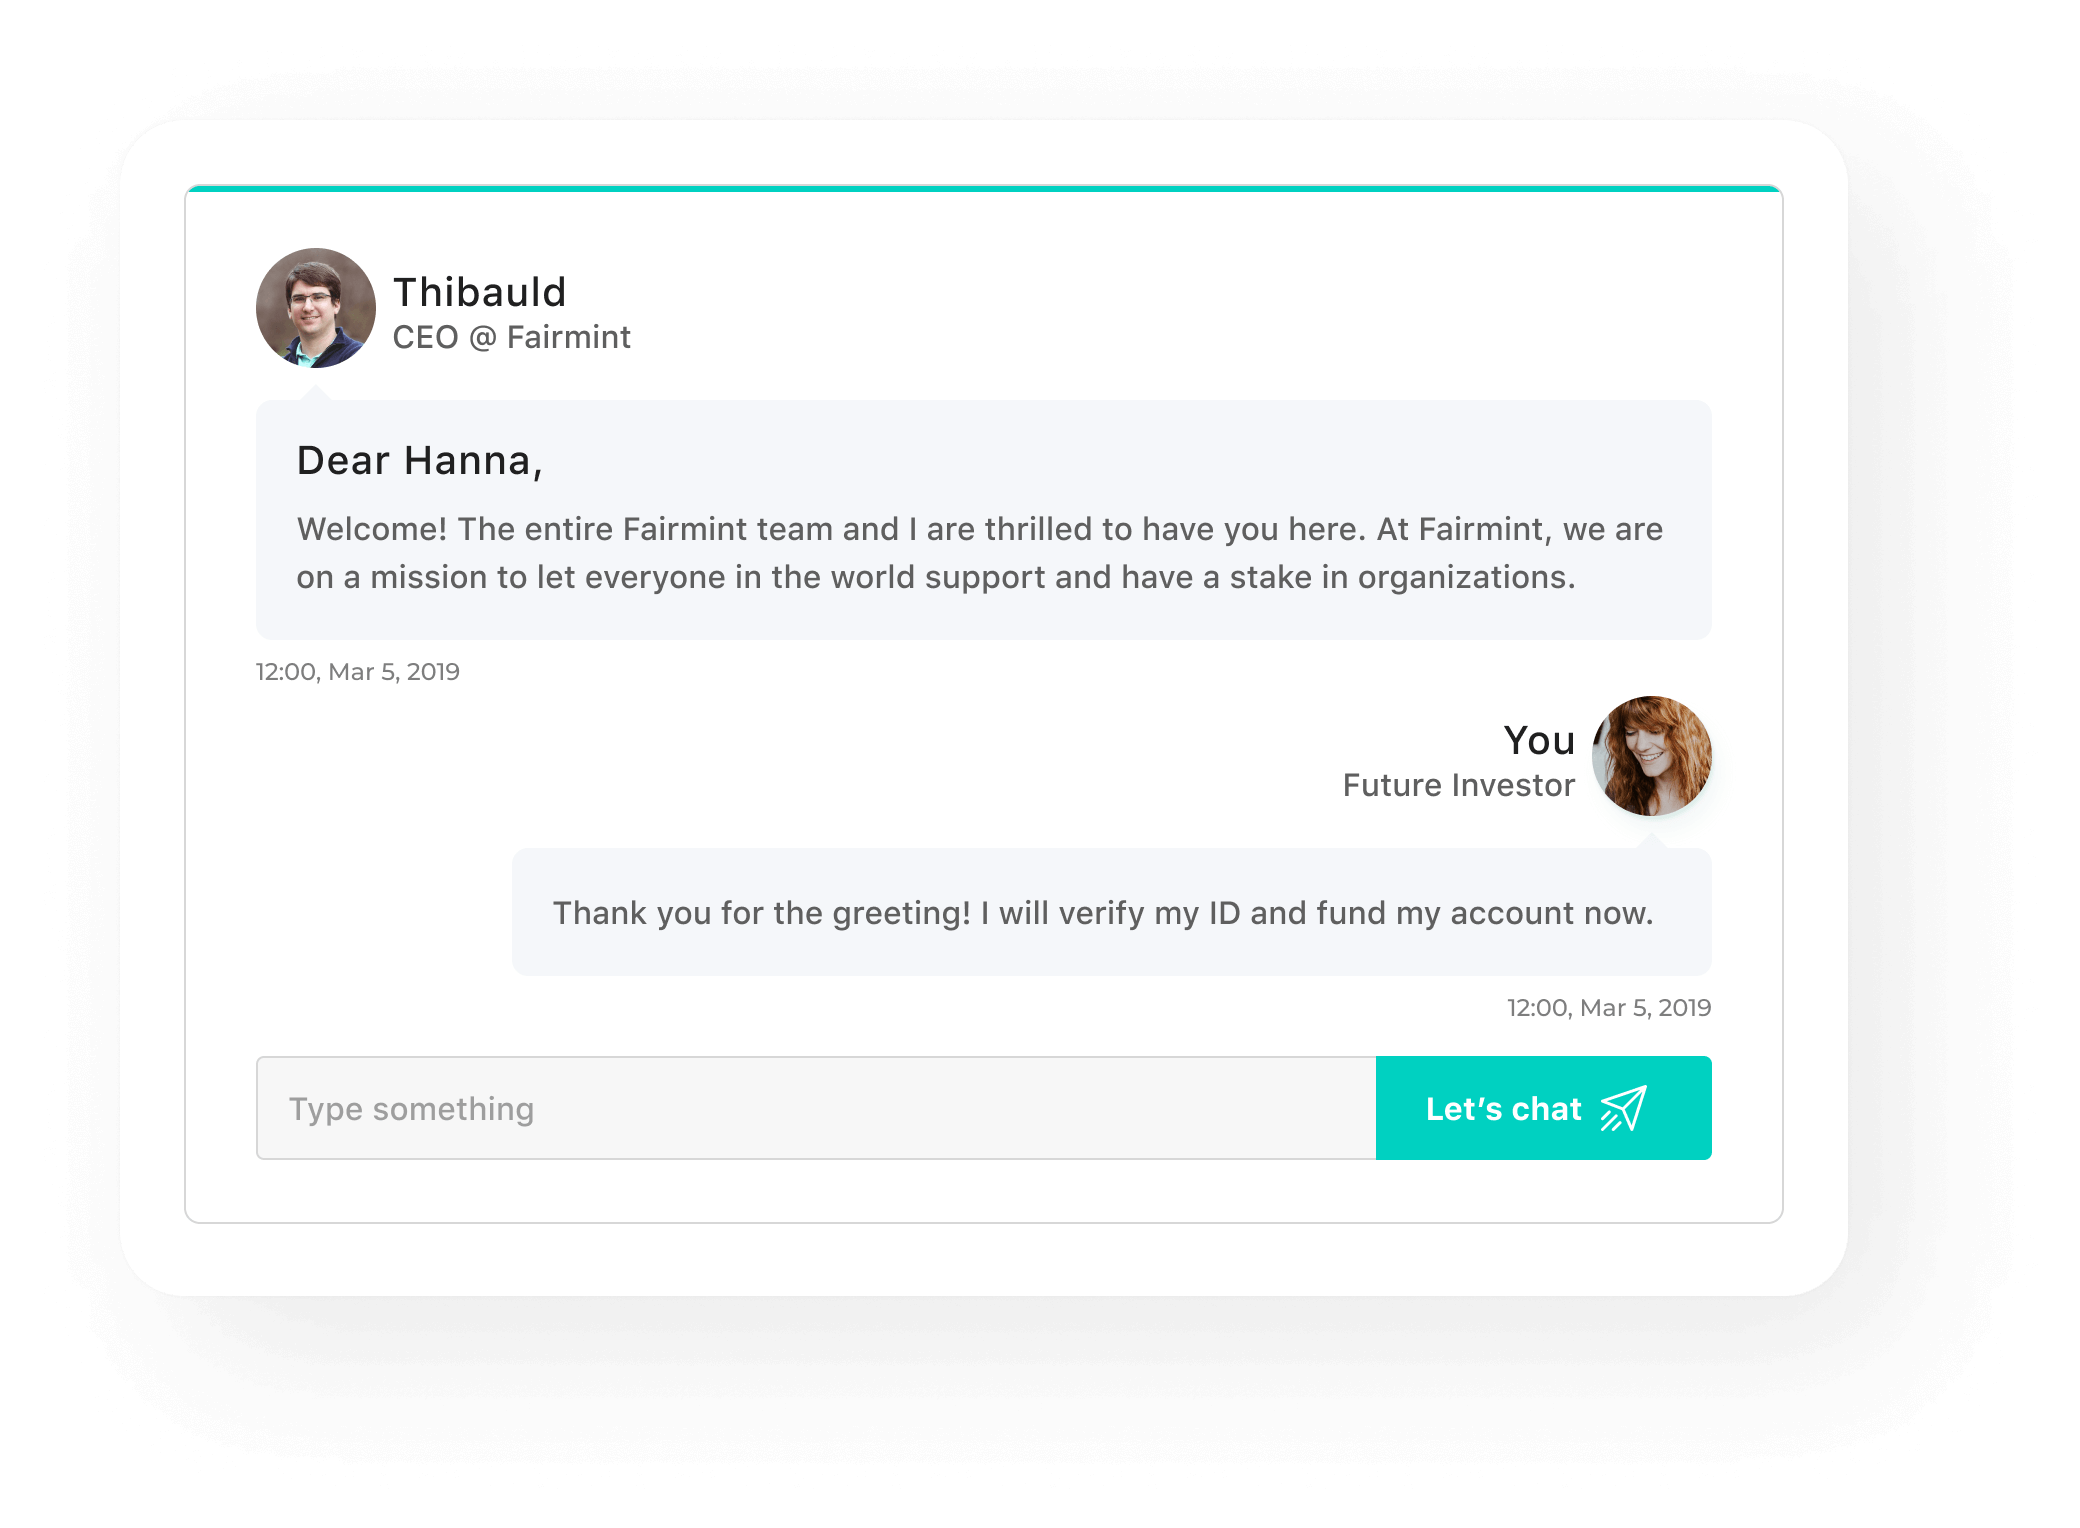 Thibauld
CEO @ Fairmint
Dear Hanna,
Welcome! The entire Fairmint team and I are thrilled to have you here. At Fairmint, we are
on a mission to let everyone in the world support and have a stake in organizations.
12:00, Mar 5, 2019
You
Future Investor
Thank you for the greeting! I will verify my ID and fund my account now.
12:00, Mar 5, 2019
Type something
Let’s chat